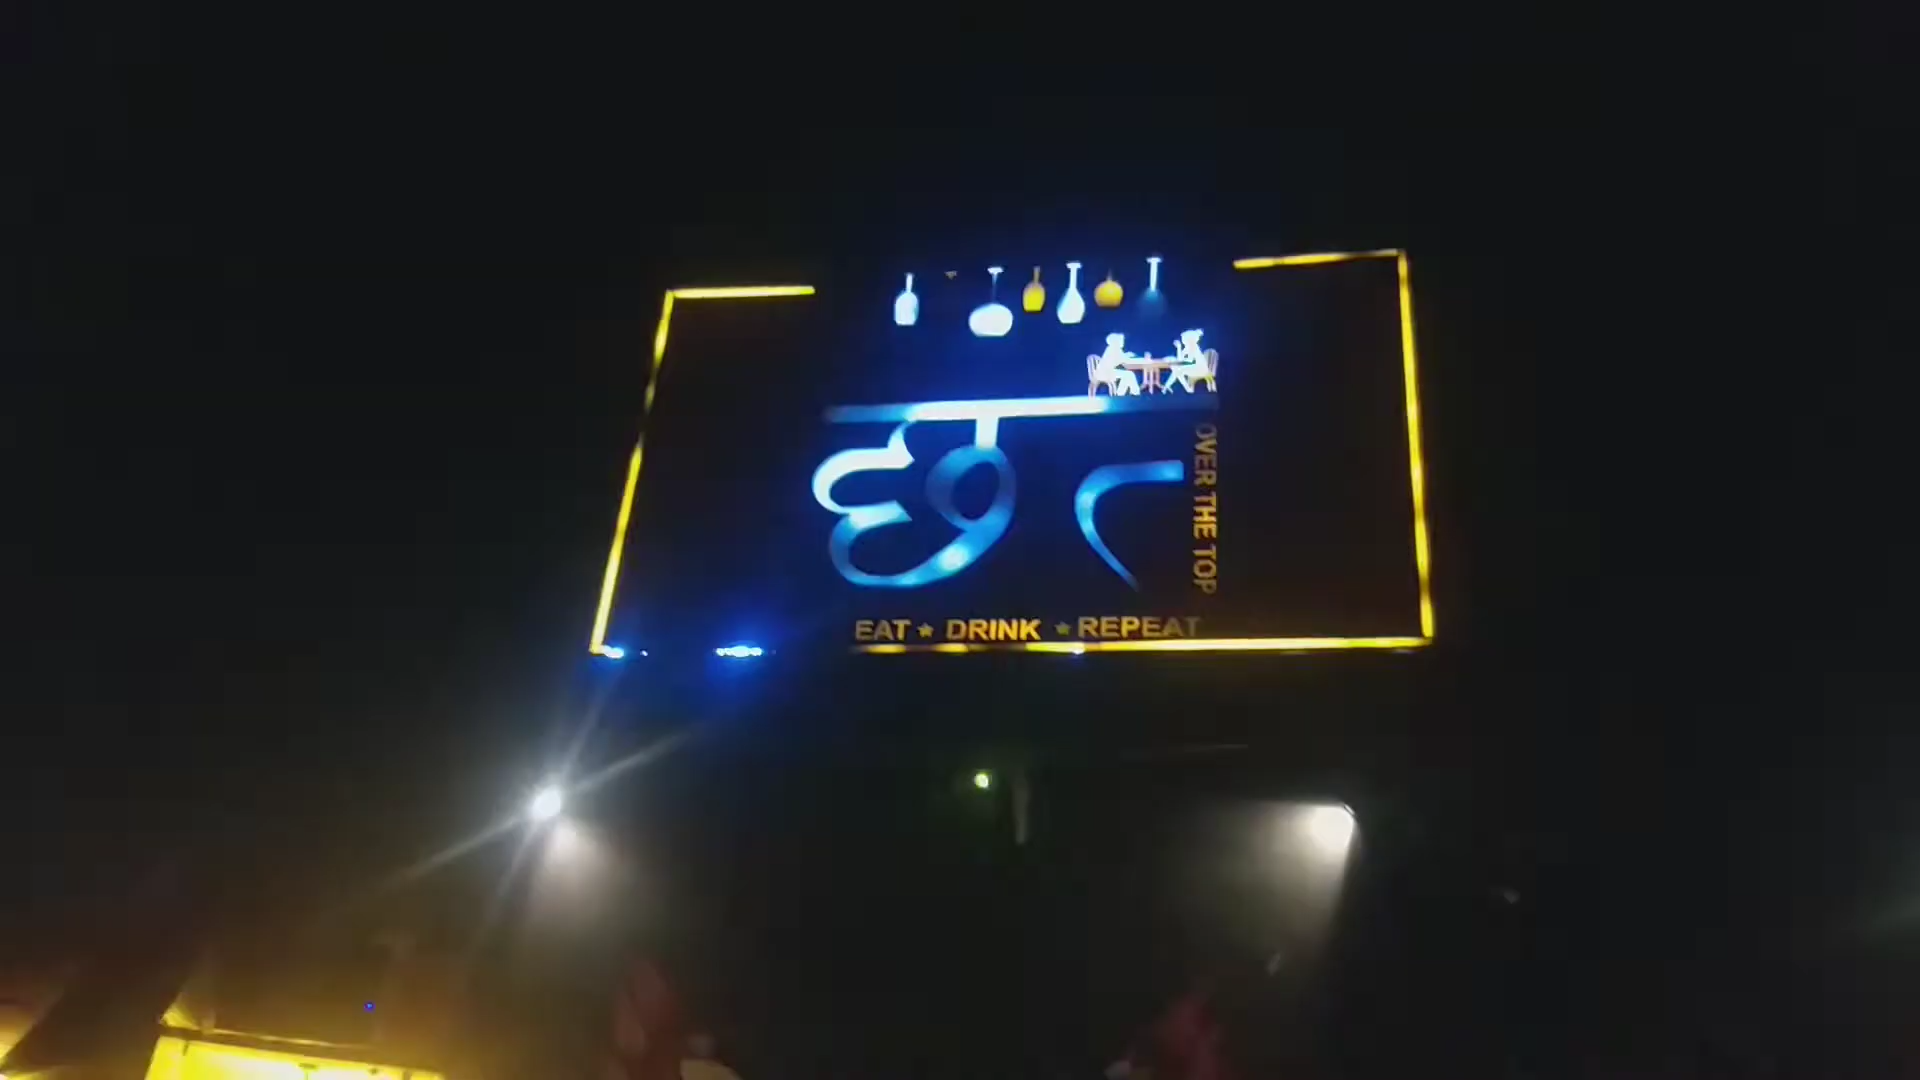 छत
OVER THE TOP
EAT ★ DRINK ★ REPEAT